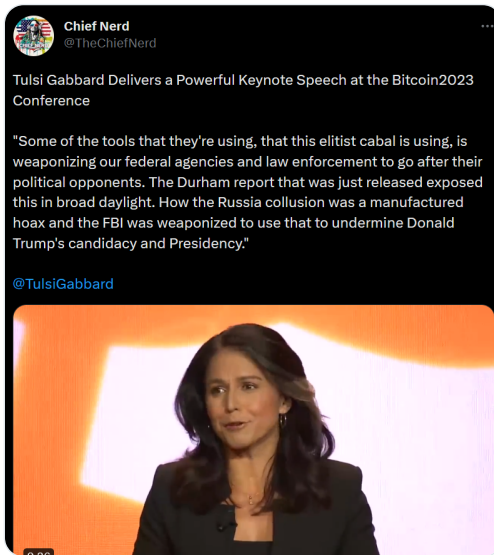 Chief Nerd
@TheChiefNerd
Tulsi Gabbard Delivers a Powerful Keynote Speech at the Bitcoin2023
Conference
"Some of the tools that they're using, that this elitist cabal is using, is
weaponizing our federal agencies and law enforcement to go after their
political opponents. The Durham report that was just released exposed
this in broad daylight. How the Russia collusion was a manufactured
hoax and the FBI was weaponized to use that to undermine Donald
Trump's candidacy and Presidency."
@TulsiGabbard